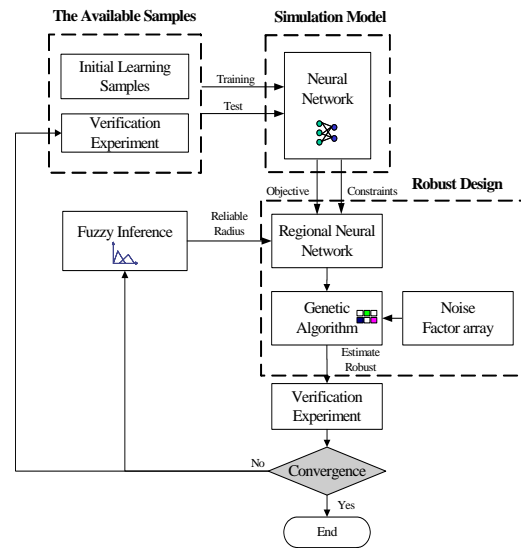 The Available Samples
Simulation Model
Initial Learning
Samples
Verification
Experiment
Training
Test
Neural
Network
Objective
Constraints
Robust Design
Fuzzy Inference
Reliable
Radius
Regional Neural
Network
Genetic
Algorithm
Noise
Factor array
Estimate
Robust
Verification
Experiment
Convergence
No
Yes
End